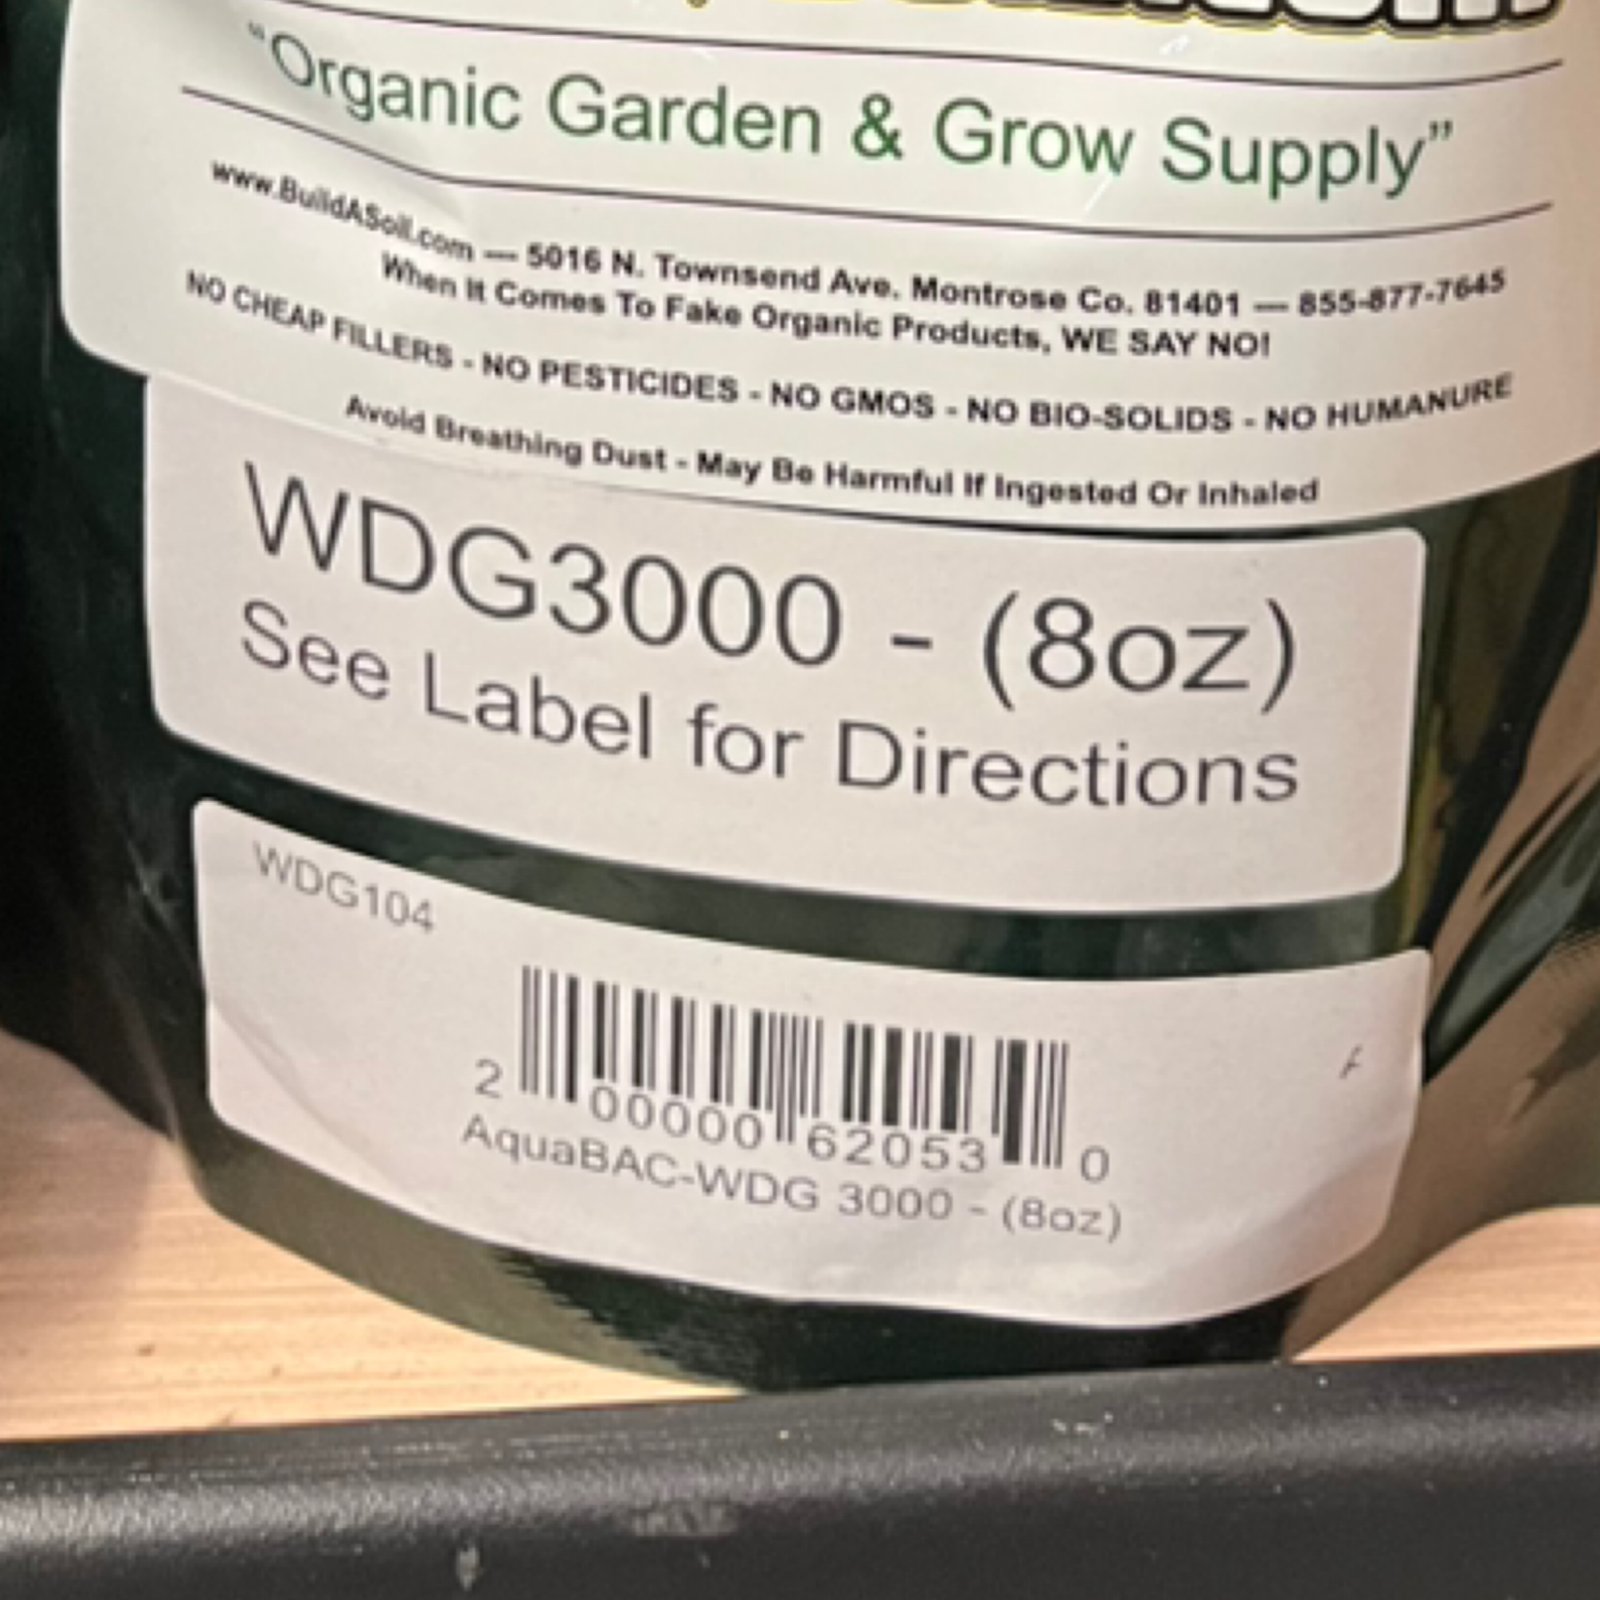 “Organic Garden & Grow Supply”
www.BuildASoil.com — 5016 N. Townsend Ave. Montrose Co. 81401 — 855-877-7645
When It Comes To Fake Organic Products, WE SAY NO!
NO CHEAP FILLERS - NO PESTICIDES - NO GMOS - NO BIO-SOLIDS - NO HUMANURE
Avoid Breathing Dust - May Be Harmful If Ingested Or Inhaled
WDG3000 - (8oz)
See Label for Directions
WDG104
2 00000 62053 0
AquaBAC-WDG 3000 - (8oz)